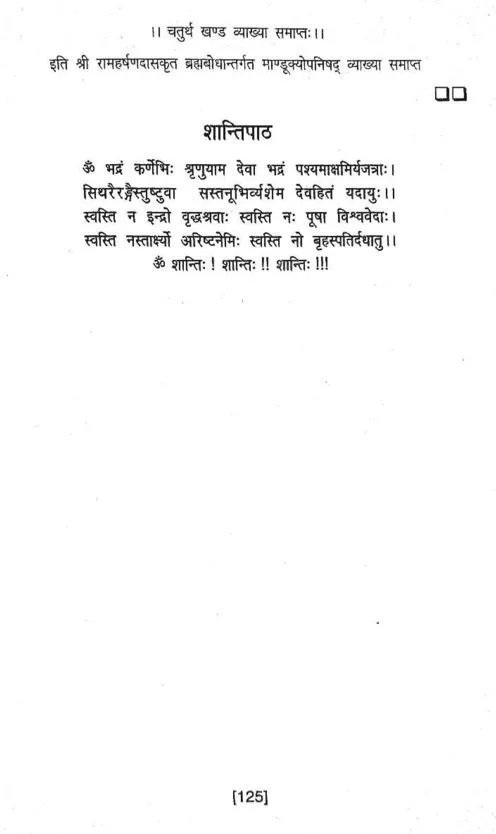 ।। चतुर्थ खण्ड व्याख्या समाप्तः।।
इति श्री रामहर्षणदासकृत ब्रह्मबोधान्तर्गत माण्डूक्योपनिषद् व्याख्या समाप्त
शान्तिपाठ
ॐ भद्रं कर्णेभिः श्रृणुयाम देवा भद्रं पश्यमाक्षमिर्यजत्राः।
सिथरैरङ्गैस्तुष्टुवा सस्तनूभिर्व्यशेम देवहितं यदायुः।।
स्वस्ति न इन्द्रो वृद्धश्रवाः स्वस्ति नः पूषा विश्ववेदाः।
स्वस्ति नस्तार्क्ष्यो अरिष्टनेमिः स्वस्ति नो बृहस्पतिर्दधातु।।
ॐ शान्तिः ! शान्तिः !! शान्तिः !!!
[125]